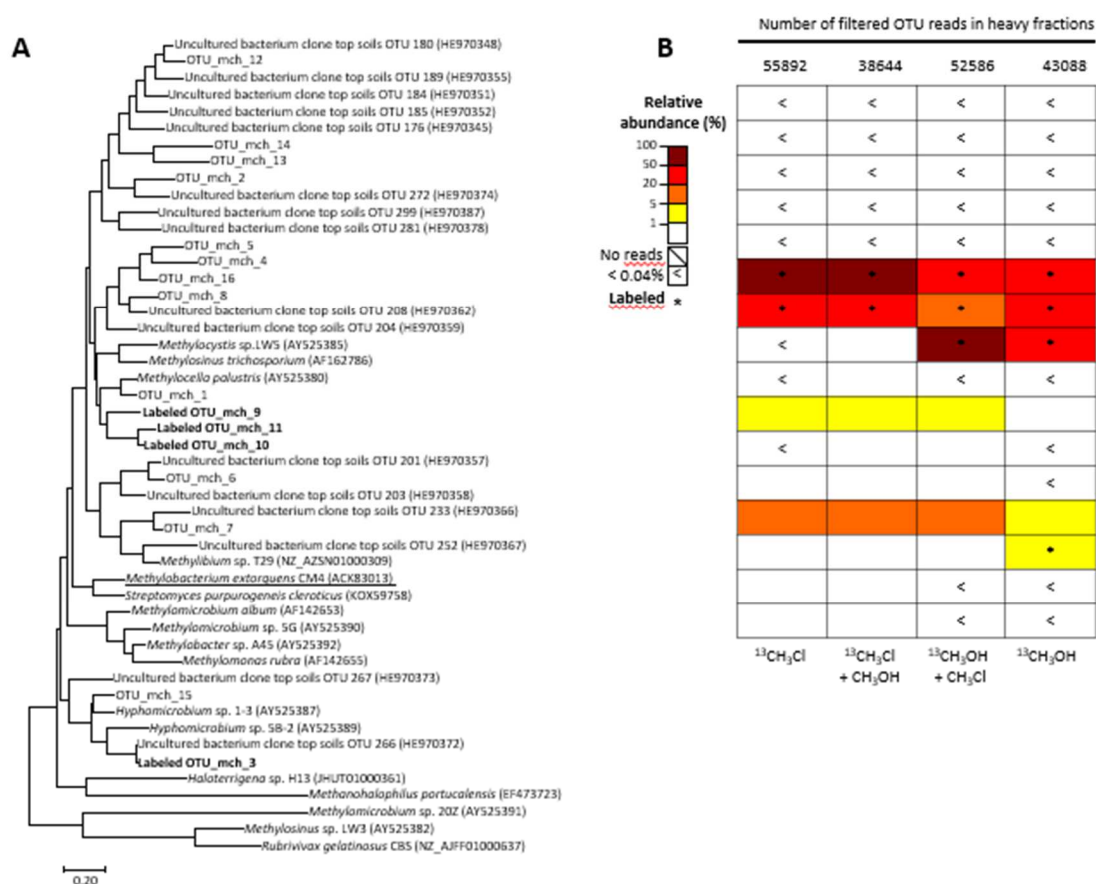 A
Uncultured bacterium clone top soils OTU 180 (HE970348)
OTU_mch_12
Uncultured bacterium clone top soils OTU 189 (HE970355)
Uncultured bacterium clone top soils OTU 184 (HE970351)
Uncultured bacterium clone top soils OTU 185 (HE970352)
Uncultured bacterium clone top soils OTU 176 (HE970345)
OTU_mch_14
OTU_mch_13
OTU_mch_2
Uncultured bacterium clone top soils OTU 272 (HE970374)
Uncultured bacterium clone top soils OTU 299 (HE970387)
Uncultured bacterium clone top soils OTU 281 (HE970378)
OTU_mch_5
OTU_mch_4
OTU_mch_16
OTU_mch_8
Uncultured bacterium clone top soils OTU 208 (HE970362)
Uncultured bacterium clone top soils OTU 204 (HE970359)
Methylocystis sp.LW5 (AY525385)
Methylosinus trichosporium (AF162786)
Methylocella palustris (AY525380)
OTU_mch_1
Labeled OTU_mch_9
Labeled OTU_mch_11
Labeled OTU_mch_10
Uncultured bacterium clone top soils OTU 201 (HE970357)
OTU_mch_6
Uncultured bacterium clone top soils OTU 203 (HE970358)
Uncultured bacterium clone top soils OTU 233 (HE970366)
OTU_mch_7
Uncultured bacterium clone top soils OTU 252 (HE970367)
Methylibium sp. T29 (NZ_AZSN01000309)
Methylobacterium extorquens CM4 (ACK83013)
Streptomyces purpurogeneis cleroticus (KOX59758)
Methylomicrobium album (AF142653)
Methylomicrobium sp. 5G (AY525390)
Methylobacter sp. A45 (AY525392)
Methylomonas rubra (AF142655)
Uncultured bacterium clone top soils OTU 267 (HE970373)
OTU_mch_15
Hyphomicrobium sp. 1-3 (AY525387)
Hyphomicrobium sp. 5B-2 (AY525389)
Uncultured bacterium clone top soils OTU 266 (HE970372)
Labeled OTU_mch_3
Haloterrigena sp. H13 (JHUT01000361)
Methanohalophilus portucalensis (EF473723)
Methylomicrobium sp. 20Z (AY525391)
Methylosinus sp. LW3 (AY525382)
Rubrivivax gelatinosus CBS (NZ_AJFF01000637)
0.20
B
Number of filtered OTU reads in heavy fractions
55892 38644 52586 43088
Relative
abundance (%)
100
50
20
5
1
No reads
< 0.04% <
Labeled *
< < < <
< < < <
< < < <
< < < <
< < < <
* * * *
* * * *
< * *
< < <
< <
<
*
< <
< <
¹³CH₃Cl ¹³CH₃Cl ¹³CH₃OH ¹³CH₃OH
+ CH₃OH + CH₃Cl